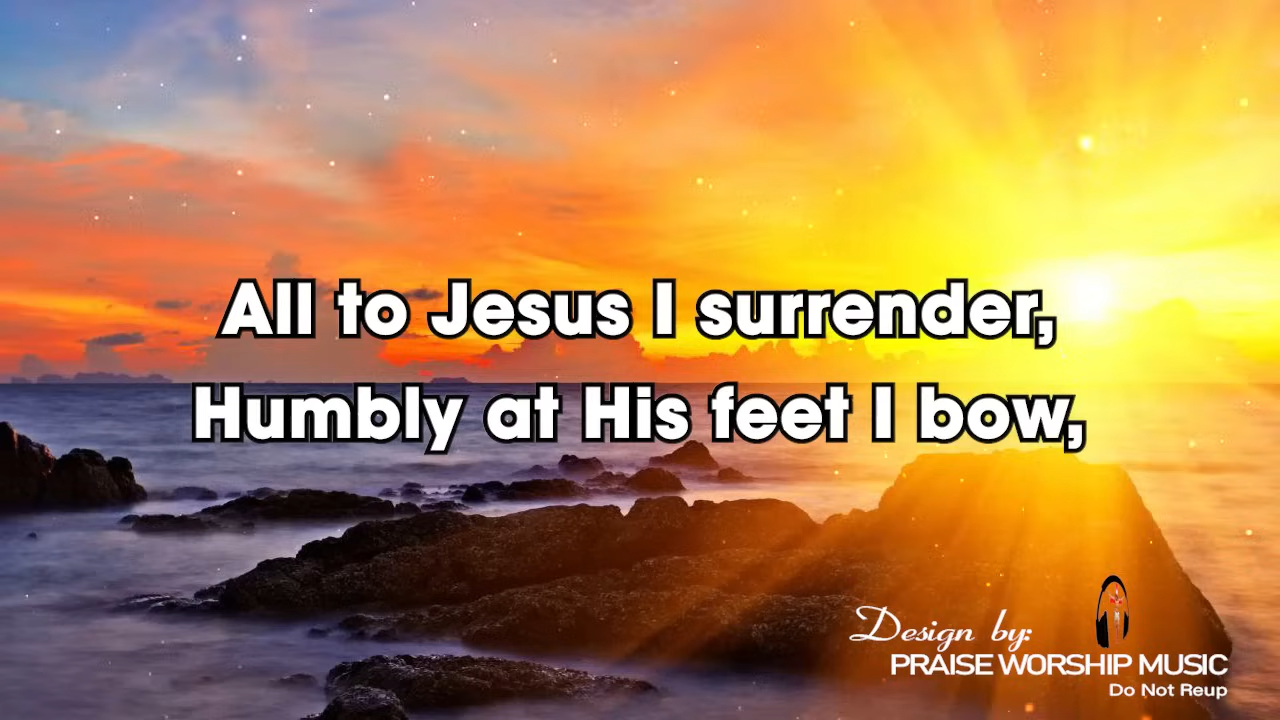 All to Jesus I surrender,
Humbly at His feet I bow,
Design by:
PRAISE WORSHIP MUSIC
Do Not Reup